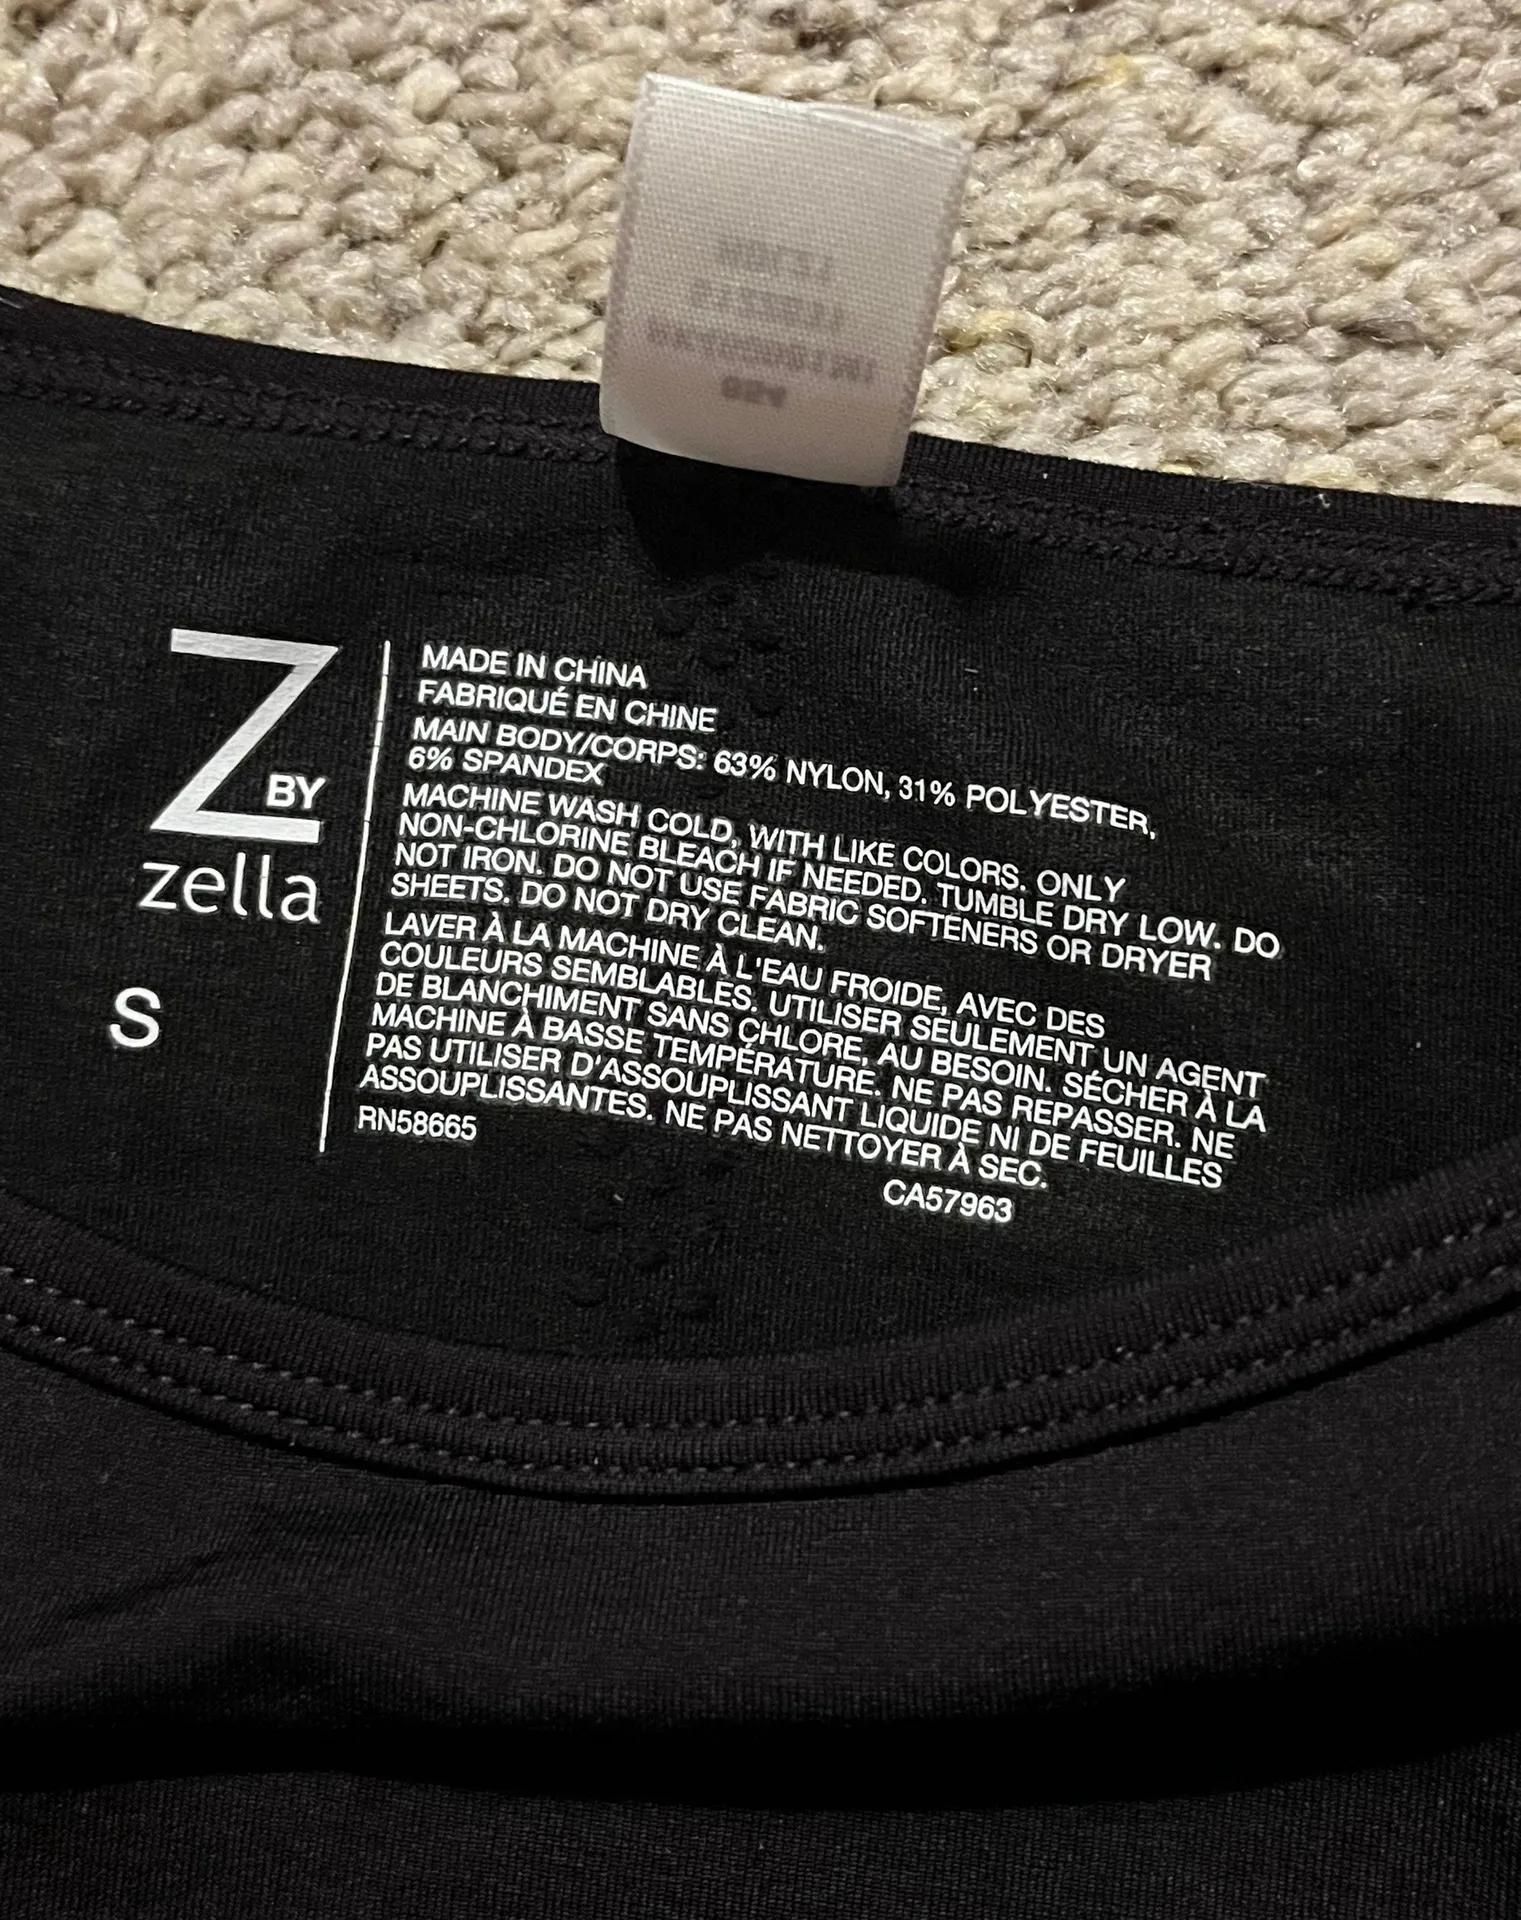 Z BY
zella
S
MADE IN CHINA
FABRIQUÉ EN CHINE
MAIN BODY/CORPS: 63% NYLON, 31% POLYESTER,
6% SPANDEX
MACHINE WASH COLD, WITH LIKE COLORS. ONLY
NON-CHLORINE BLEACH IF NEEDED. TUMBLE DRY LOW. DO
NOT IRON. DO NOT USE FABRIC SOFTENERS OR DRYER
SHEETS. DO NOT DRY CLEAN.
LAVER À LA MACHINE À L'EAU FROIDE, AVEC DES
COULEURS SEMBLABLES. UTILISER SEULEMENT UN AGENT
DE BLANCHIMENT SANS CHLORE, AU BESOIN. SÉCHER À LA
MACHINE À BASSE TEMPÉRATURE. NE PAS REPASSER. NE
PAS UTILISER D'ASSOUPLISSANT LIQUIDE NI DE FEUILLES
ASSOUPLISSANTES. NE PAS NETTOYER À SEC.
RN58665 CA57963